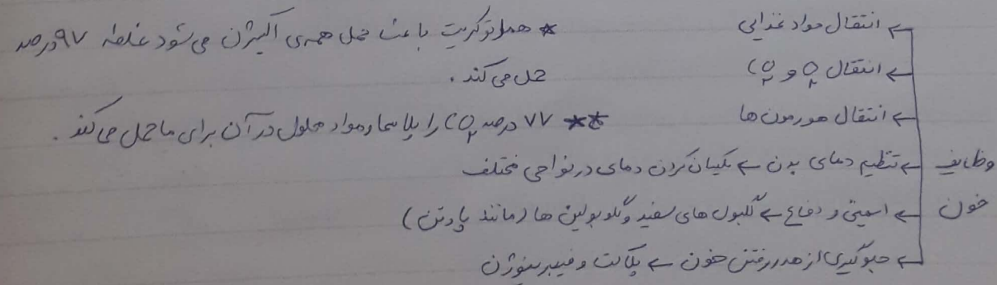 وظایف خون
← انتقال مواد غذایی
← انتقال O₂ و CO₂
← انتقال هورمون ها
← تنظیم دمای بدن ← یکسان کردن دمای در نواحی مختلف
← ایمنی و دفاع ← گلبول های سفید و گلوبولین ها (مانند پادتن)
← جلوگیری از هدر رفتن خون ← پلاکت و فیبرینوژن
* هماتوکریت باعث حمل همه ی اکسیژن می شود غلطه ۹۷ درصد
حمل می کند.
** ۷۷ درصد CO₂ را پلاسما و مواد محلول در آن برای ما حمل می کند.